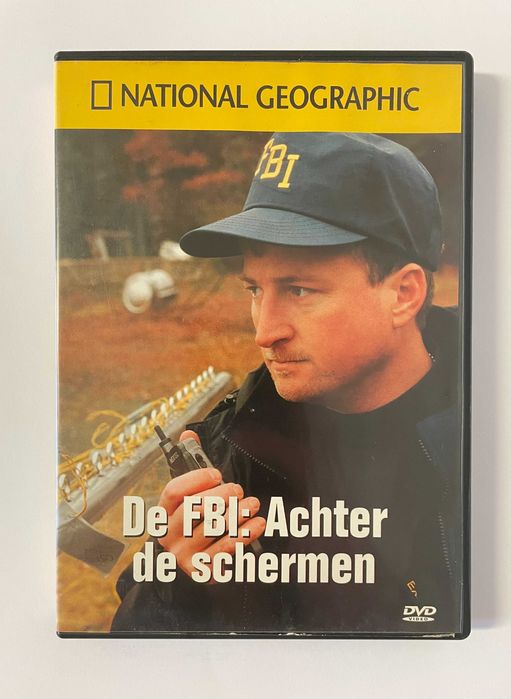 NATIONAL GEOGRAPHIC
FBI
De FBI: Achter
de schermen
DVD
VIDEO